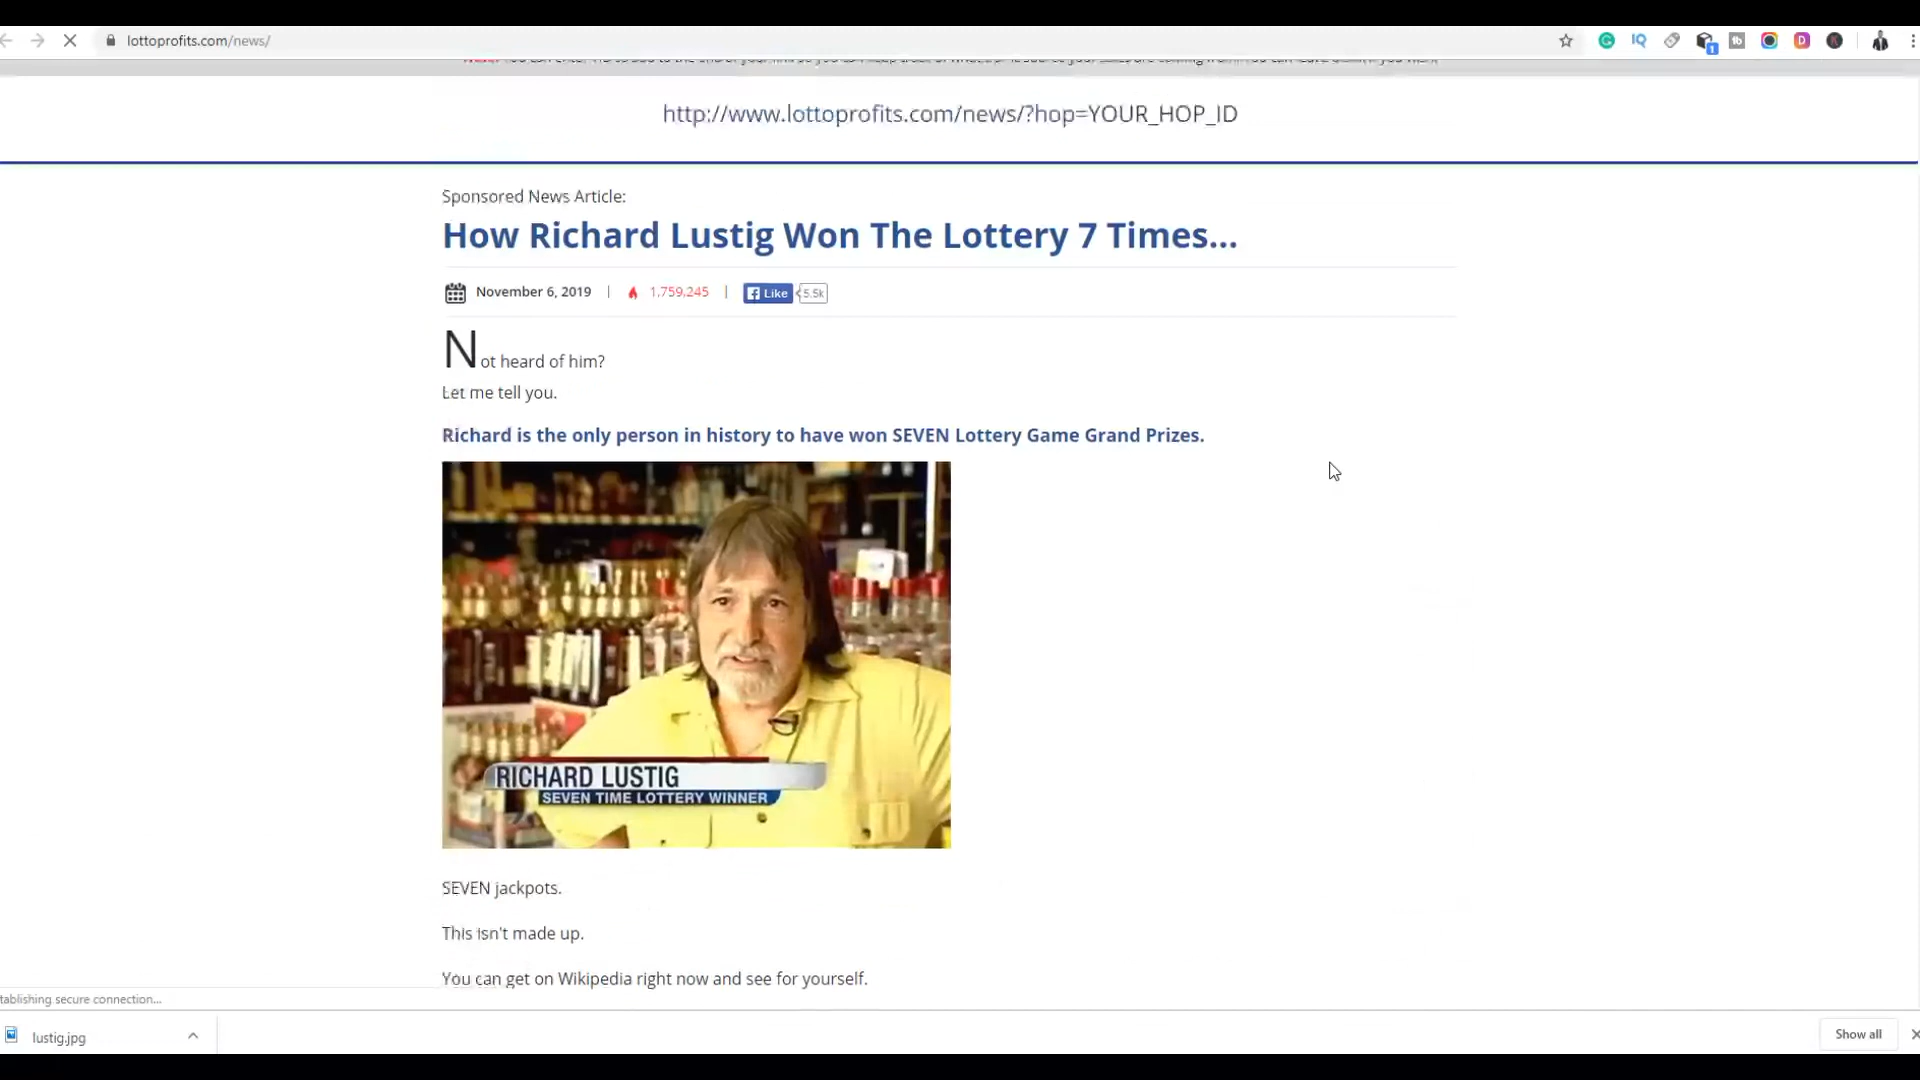 lottoprofits.com/news/
http://www.lottoprofits.com/news/?hop=YOUR_HOP_ID
Sponsored News Article:
How Richard Lustig Won The Lottery 7 Times...
November 6, 2019 | 1,759,245 | Like 5.5k
Not heard of him?
Let me tell you.
Richard is the only person in history to have won SEVEN Lottery Game Grand Prizes.
RICHARD LUSTIG
SEVEN TIME LOTTERY WINNER
SEVEN jackpots.
This isn't made up.
You can get on Wikipedia right now and see for yourself.
tablishing secure connection...
lustig.jpg
Show all